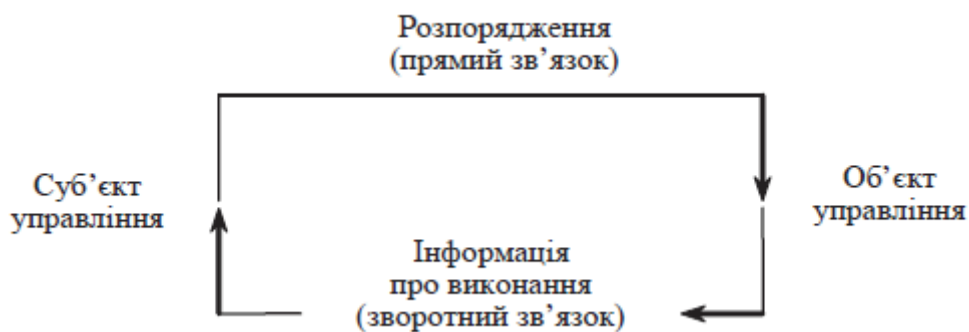 Розпорядження
(прямий зв’язок)
Суб’єкт
управління
Об’єкт
управління
Інформація
про виконання
(зворотний зв’язок)